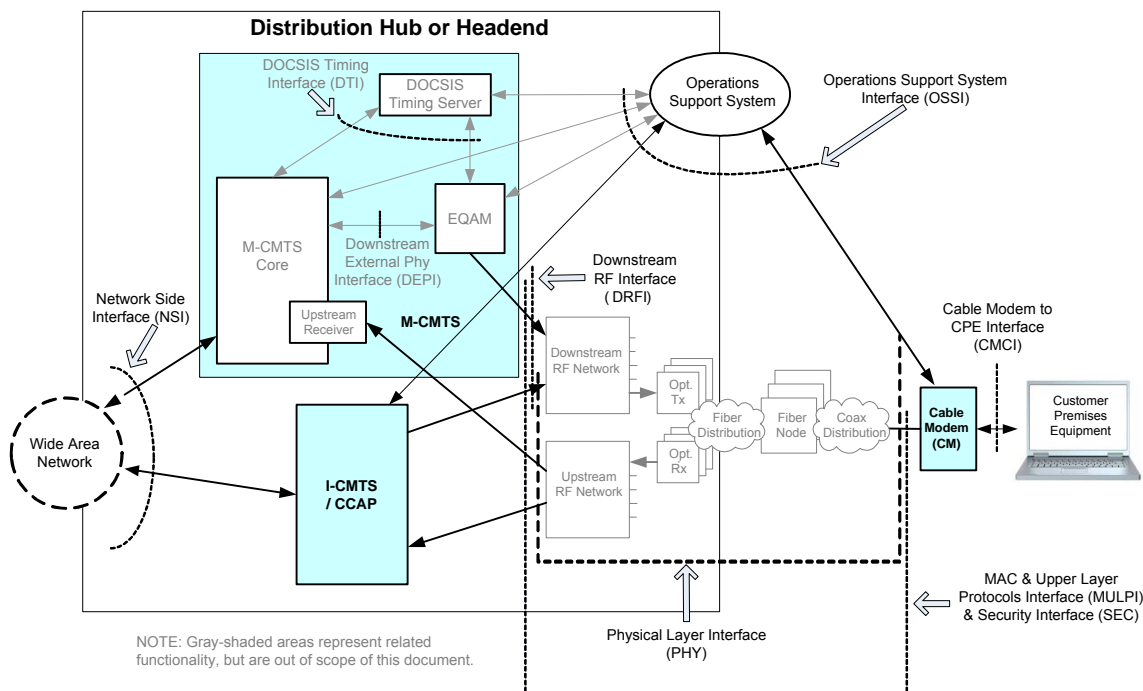 Distribution Hub or Headend
DOCSIS Timing
Interface (DTI)
DOCSIS
Timing Server
Operations
Support System
Operations Support System
Interface (OSSI)
M-CMTS
Core
EQAM
Downstream
External Phy
Interface (DEPI)
Upstream
Receiver
M-CMTS
Network Side
Interface (NSI)
Downstream
RF Interface
( DRFI)
Cable Modem to
CPE Interface
(CMCI)
Downstream
RF Network
Opt.
Tx
Fiber
Distribution
Fiber
Node
Coax
Distribution
Cable
Modem
(CM)
Customer
Premises
Equipment
Wide Area
Network
I-CMTS
/ CCAP
Upstream
RF Network
Opt.
Rx
MAC & Upper Layer
Protocols Interface (MULPI)
& Security Interface (SEC)
Physical Layer Interface
(PHY)
NOTE: Gray-shaded areas represent related
functionality, but are out of scope of this document.